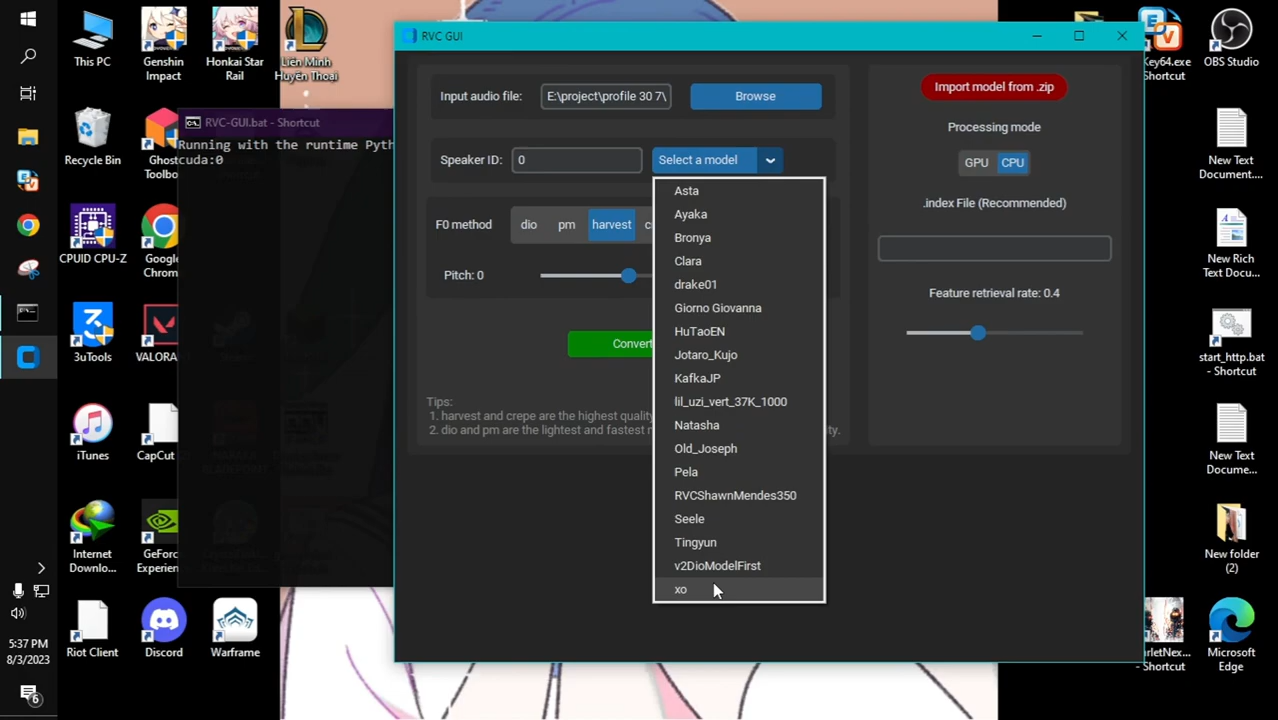 This PC
Genshin
Impact
Honkai Star
Rail
Liên Minh
Huyền Thoại
Recycle Bin
Ghost
Toolbo
CPUID CPU-Z
Google
Chrom
3uTools
VALORA
iTunes
CapCut
Internet
Downlo...
GeForc
Experien
Riot Client
Discord
Warframe
5:37 PM
8/3/2023
6
RVC-GUI.bat - Shortcut
Running with the runtime Pyth
cuda:0
RVC GUI
Input audio file:
E:\project\profile 30 7\
Browse
Speaker ID:
0
Select a model
F0 method
dio
pm
harvest
c
Pitch: 0
Convert
Tips:
1. harvest and crepe are the highest quality
2. dio and pm are the lightest and fastest m
ity.
Asta
Ayaka
Bronya
Clara
drake01
Giorno Giovanna
HuTaoEN
Jotaro_Kujo
KafkaJP
lil_uzi_vert_37K_1000
Natasha
Old_Joseph
Pela
RVCShawnMendes350
Seele
Tingyun
v2DioModelFirst
xo
Import model from .zip
Processing mode
GPU
CPU
.index File (Recommended)
Feature retrieval rate: 0.4
Key64.exe
Shortcut
OBS Studio
New Text
Document....
New Rich
Text Docu...
start_http.bat
- Shortcut
New Text
Docume...
New folder
(2)
arletNex...
- Shortcut
Microsoft
Edge